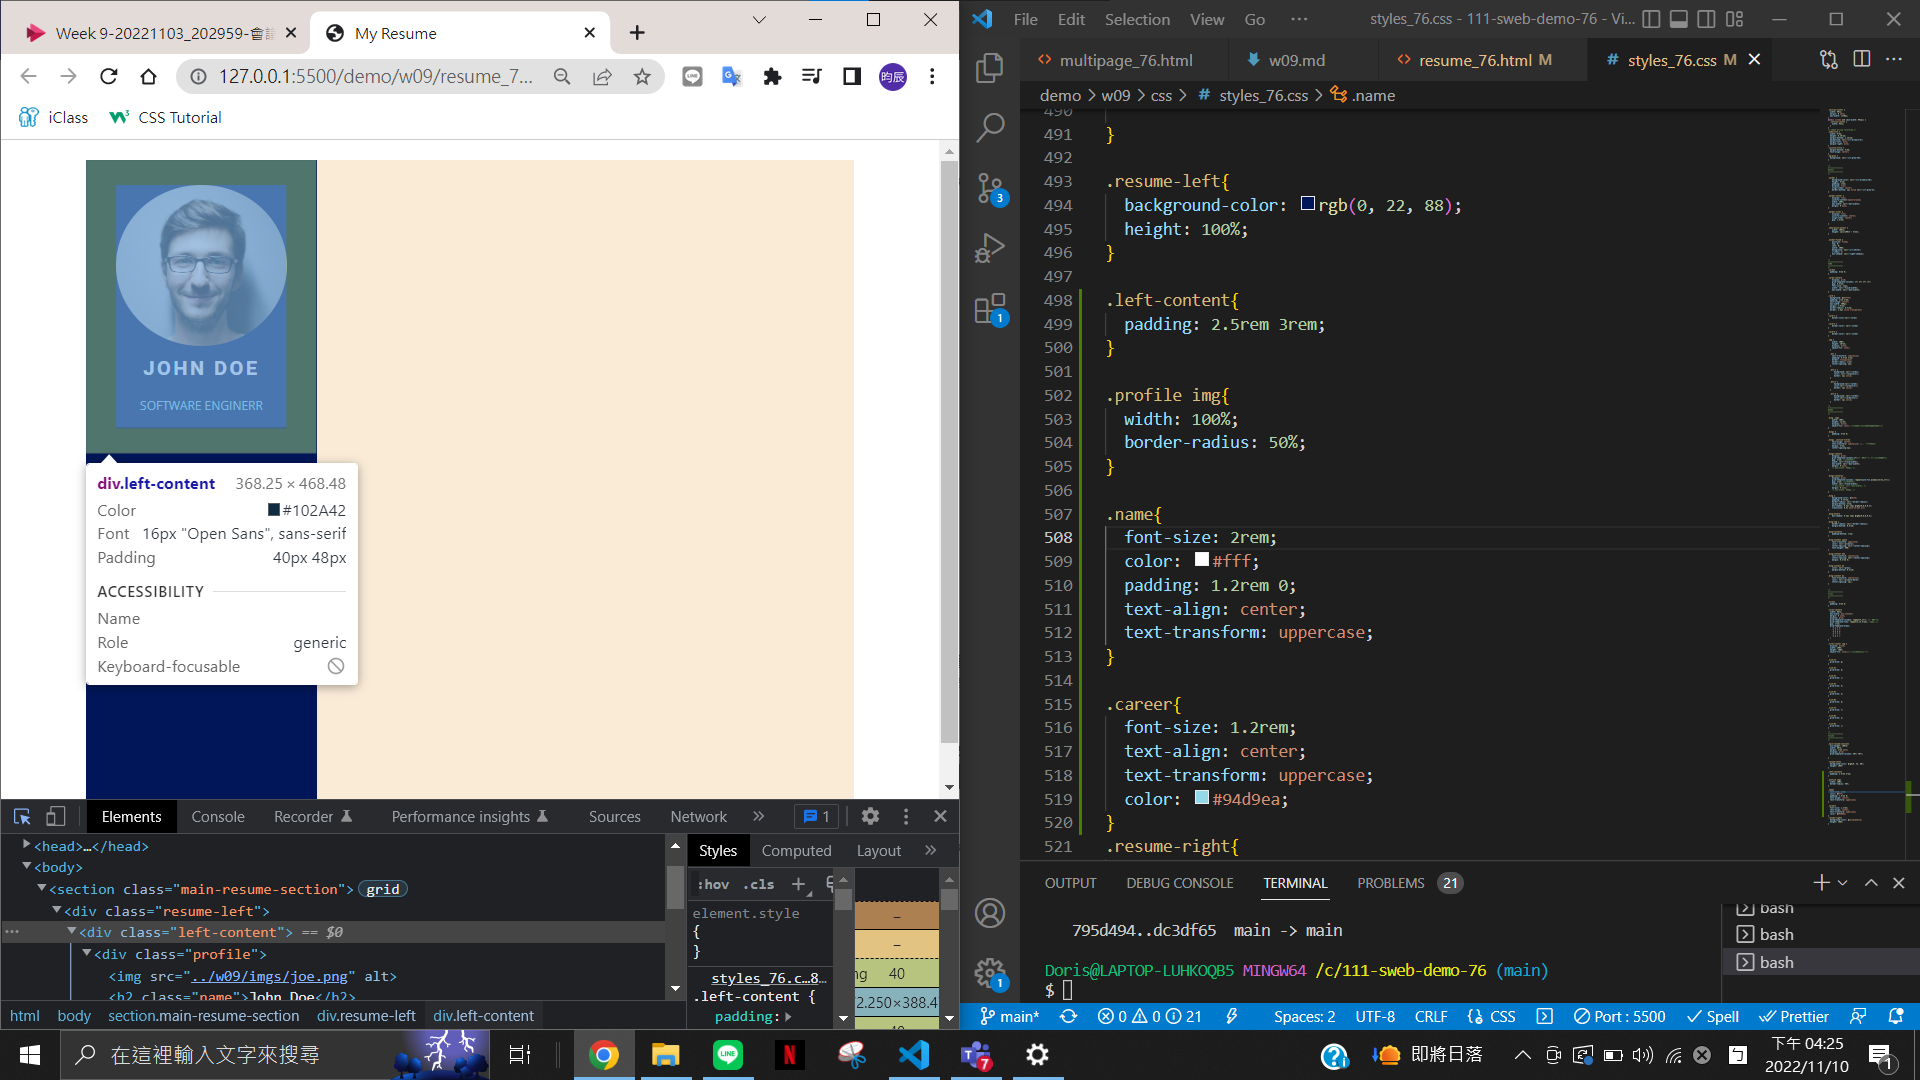 Week 9-20221103_202959-會議
My Resume
127.0.0.1:5500/demo/w09/resume_7...
昀辰
iClass
CSS Tutorial
JOHN DOE
SOFTWARE ENGINERR
div.left-content 368.25 × 468.48
Color #102A42
Font 16px "Open Sans", sans-serif
Padding 40px 48px
ACCESSIBILITY
Name
Role generic
Keyboard-focusable
Elements Console Recorder Performance insights Sources Network » 1
<head>…</head>
<body>
<section class="main-resume-section"> grid
<div class="resume-left">
... <div class="left-content"> == $0
<div class="profile">
<img src="../w09/imgs/joe.png" alt>
<h2 class="name">John Doe</h2>
html body section.main-resume-section div.resume-left div.left-content
Styles Computed Layout »
:hov .cls +
element.style
{
}
styles_76.c…8…
.left-content {
padding:
–
–
ng 40
2.250×388.4
40
File Edit Selection View Go ···
styles_76.css - 111-sweb-demo-76 - Vi...
multipage_76.html
w09.md
resume_76.html M
# styles_76.css M
demo > w09 > css > # styles_76.css > .name
490
491 }
492
493 .resume-left{
494 background-color: rgb(0, 22, 88);
495 height: 100%;
496 }
497
498 .left-content{
499 padding: 2.5rem 3rem;
500 }
501
502 .profile img{
503 width: 100%;
504 border-radius: 50%;
505 }
506
507 .name{
508 font-size: 2rem;
509 color: #fff;
510 padding: 1.2rem 0;
511 text-align: center;
512 text-transform: uppercase;
513 }
514
515 .career{
516 font-size: 1.2rem;
517 text-align: center;
518 text-transform: uppercase;
519 color: #94d9ea;
520 }
521 .resume-right{
3
1
1
OUTPUT DEBUG CONSOLE TERMINAL PROBLEMS 21
795d494..dc3df65 main -> main
Doris@LAPTOP-LUHKOQB5 MINGW64 /c/111-sweb-demo-76 (main)
$
bash
bash
bash
main* 0 0 21 Spaces: 2 UTF-8 CRLF CSS Port : 5500 Spell Prettier
在這裡輸入文字來搜尋
LINE
N
7
即將日落
下午 04:25
2022/11/10
1